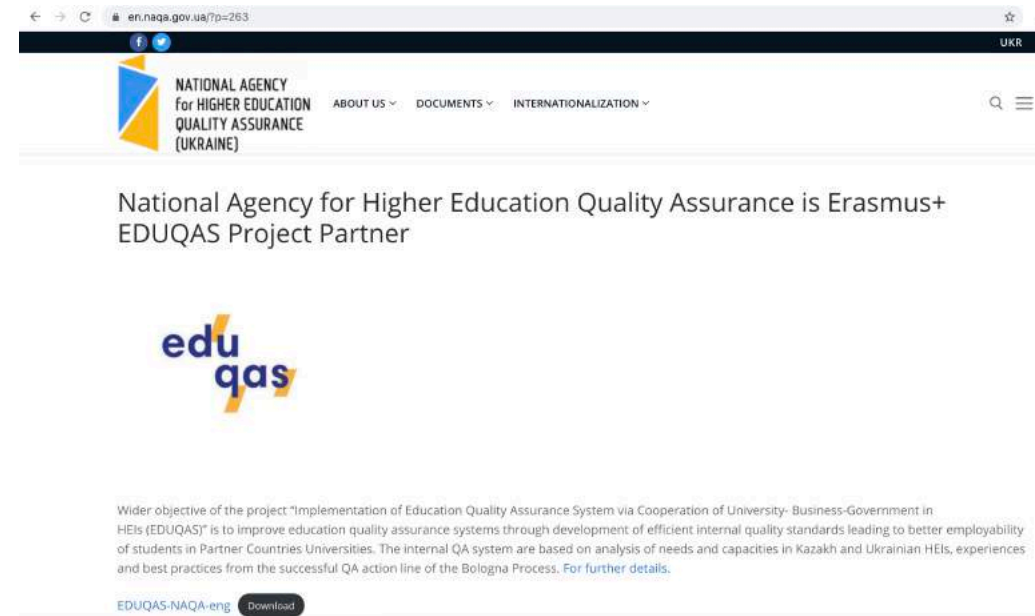 en.naqa.gov.ua/?p=263
UKR
NATIONAL AGENCY
for HIGHER EDUCATION
QUALITY ASSURANCE
(UKRAINE)
ABOUT US DOCUMENTS INTERNATIONALIZATION
National Agency for Higher Education Quality Assurance is Erasmus+
EDUQAS Project Partner
edu
qas
Wider objective of the project “Implementation of Education Quality Assurance System via Cooperation of University- Business-Government in
HEIs (EDUQAS)” is to improve education quality assurance systems through development of efficient internal quality standards leading to better employability
of students in Partner Countries Universities. The internal QA system are based on analysis of needs and capacities in Kazakh and Ukrainian HEIs, experiences
and best practices from the successful QA action line of the Bologna Process. For further details.
EDUQAS-NAQA-eng Download